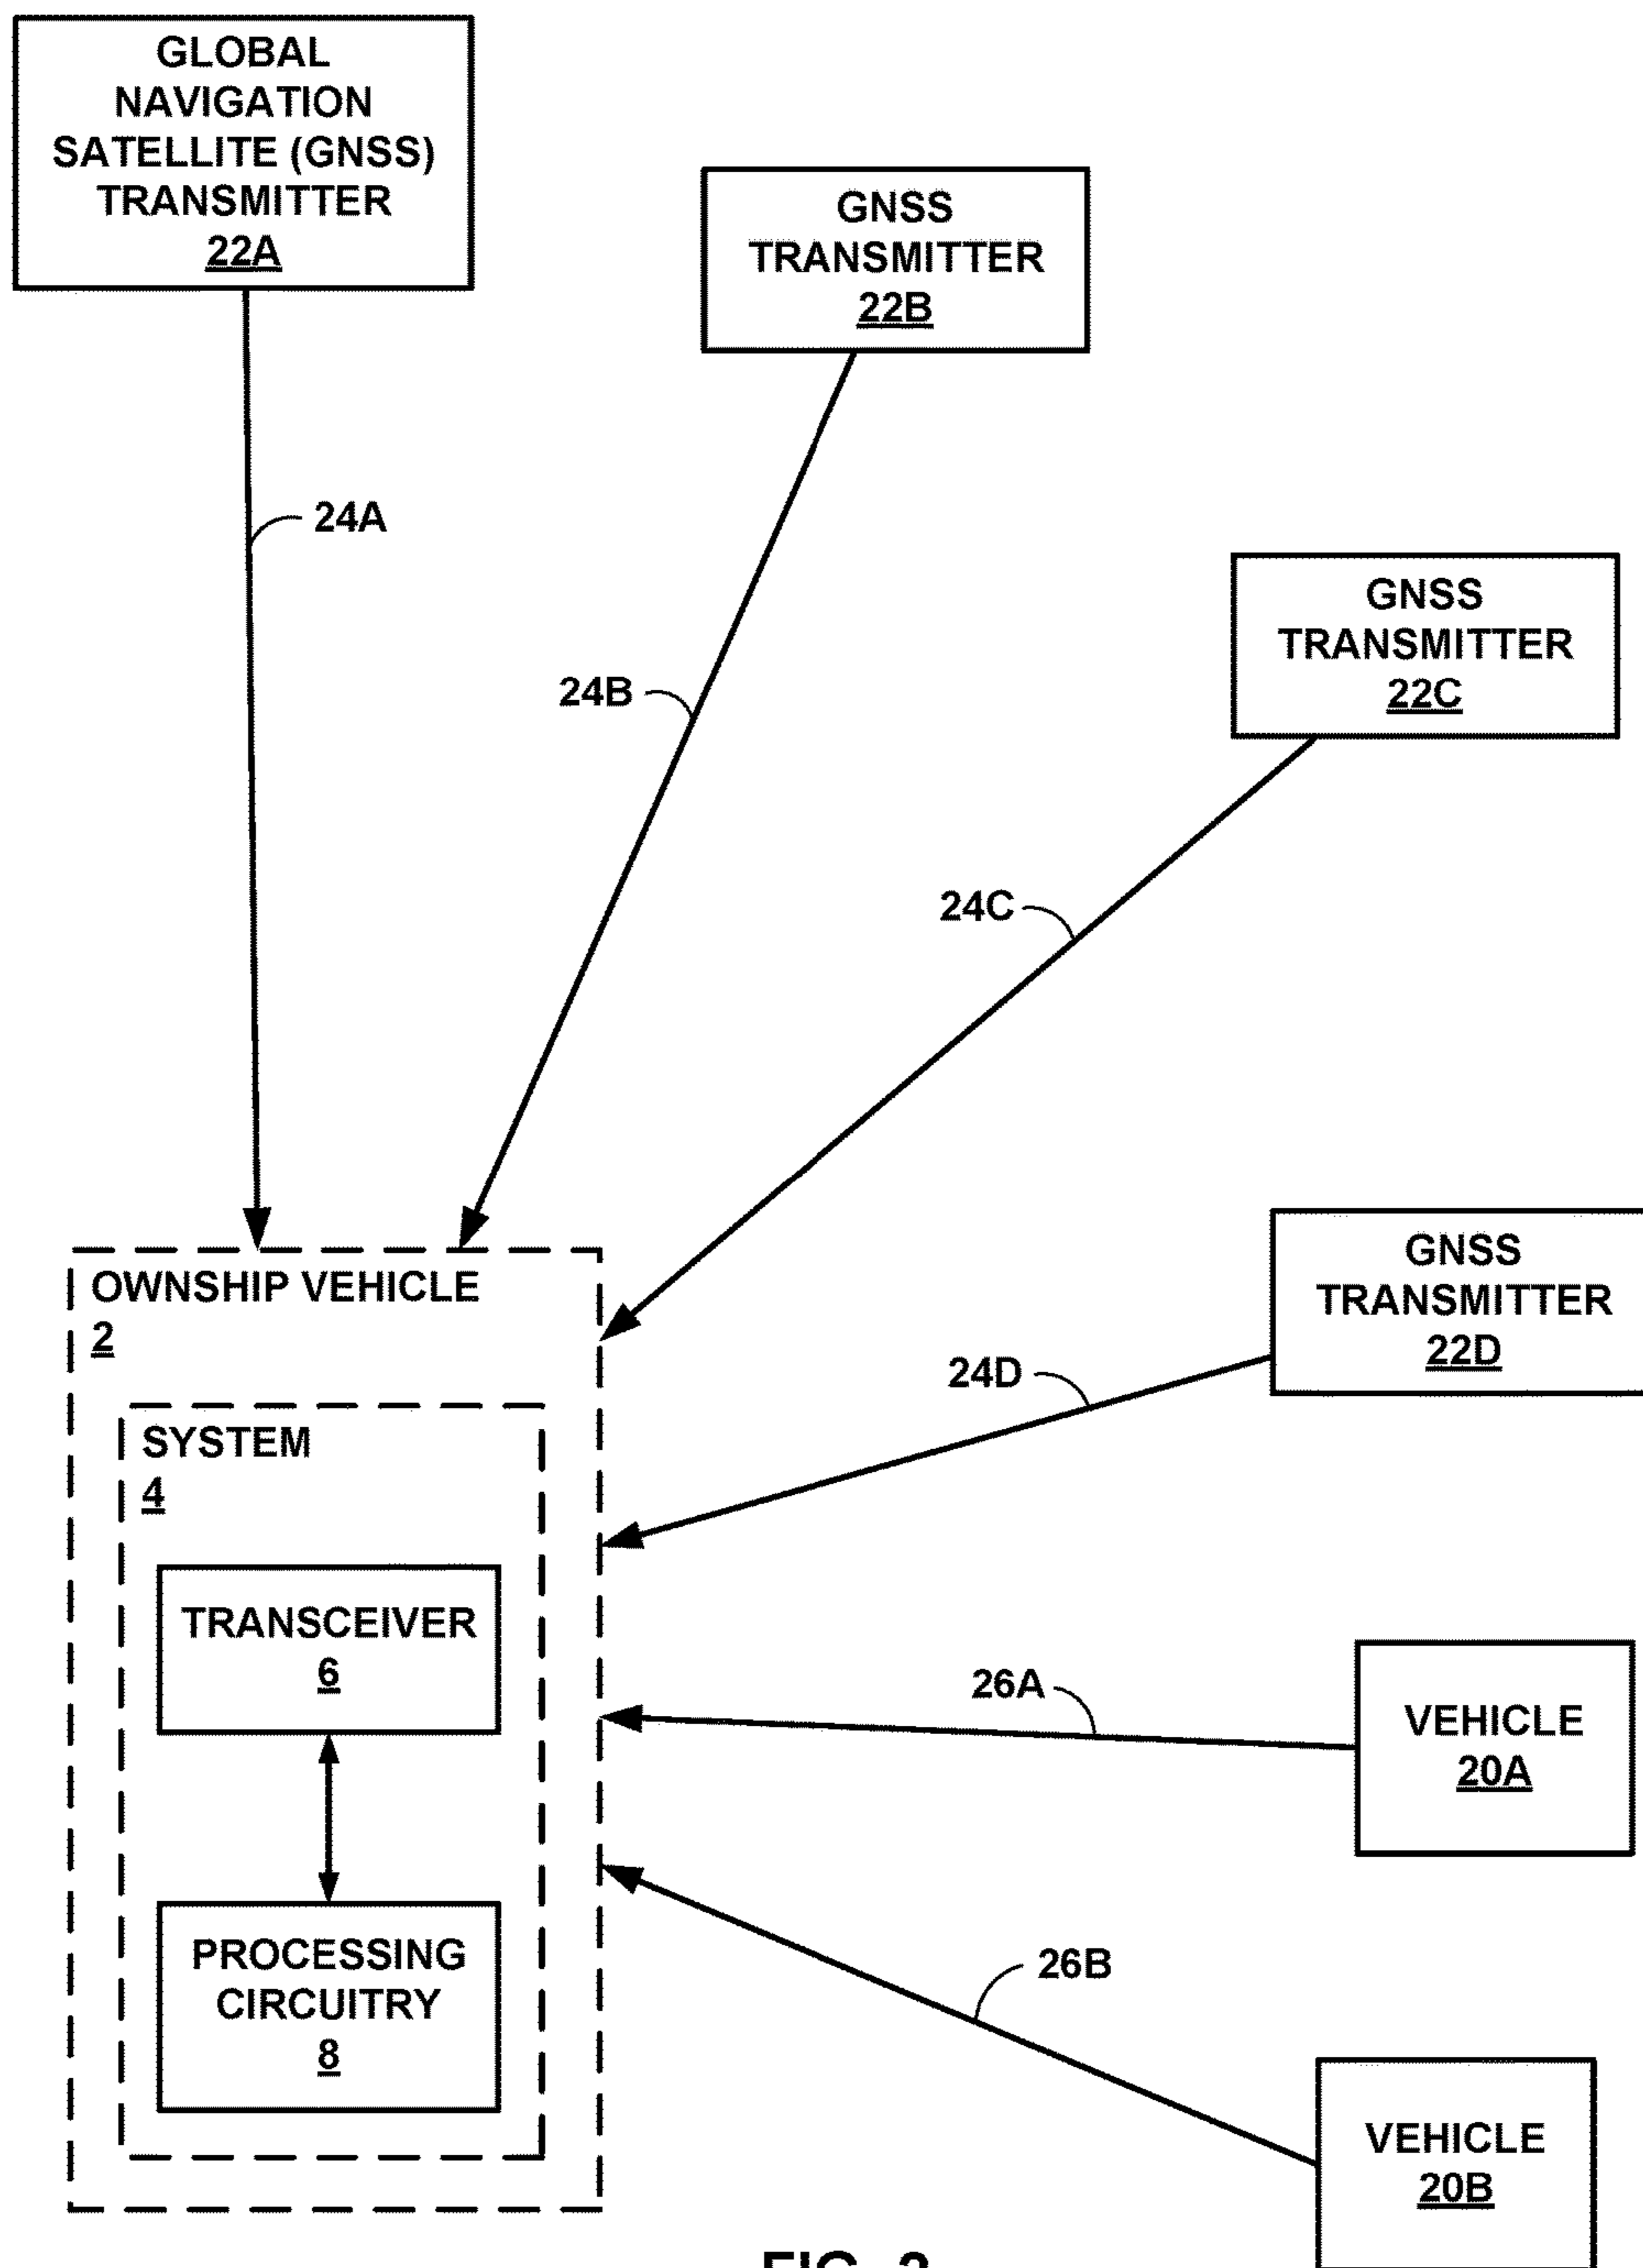 GLOBAL
NAVIGATION
SATELLITE (GNSS)
TRANSMITTER
22A
GNSS
TRANSMITTER
22B
24A
GNSS
TRANSMITTER
22C
24B
24C
GNSS
TRANSMITTER
22D
OWNSHIP VEHICLE
2
24D
SYSTEM
4
TRANSCEIVER
6
26A
VEHICLE
20A
PROCESSING
CIRCUITRY
8
26B
VEHICLE
20B